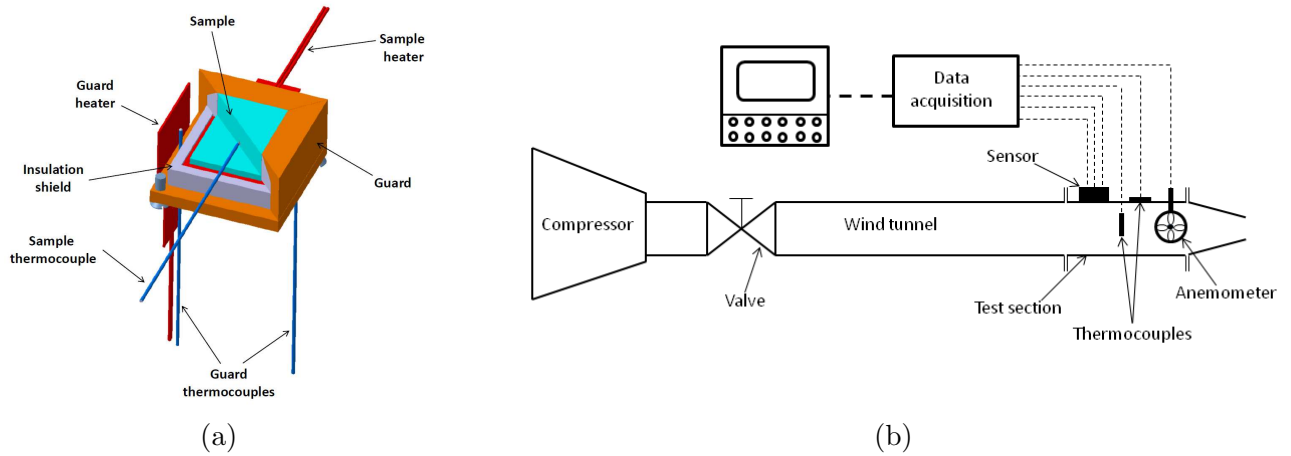 Sample
Sample
heater
Guard
heater
Insulation
shield
Guard
Sample
thermocouple
Guard
thermocouples
(a)
Data
acquisition
Sensor
Compressor
Wind tunnel
Valve
Test section
Anemometer
Thermocouples
(b)